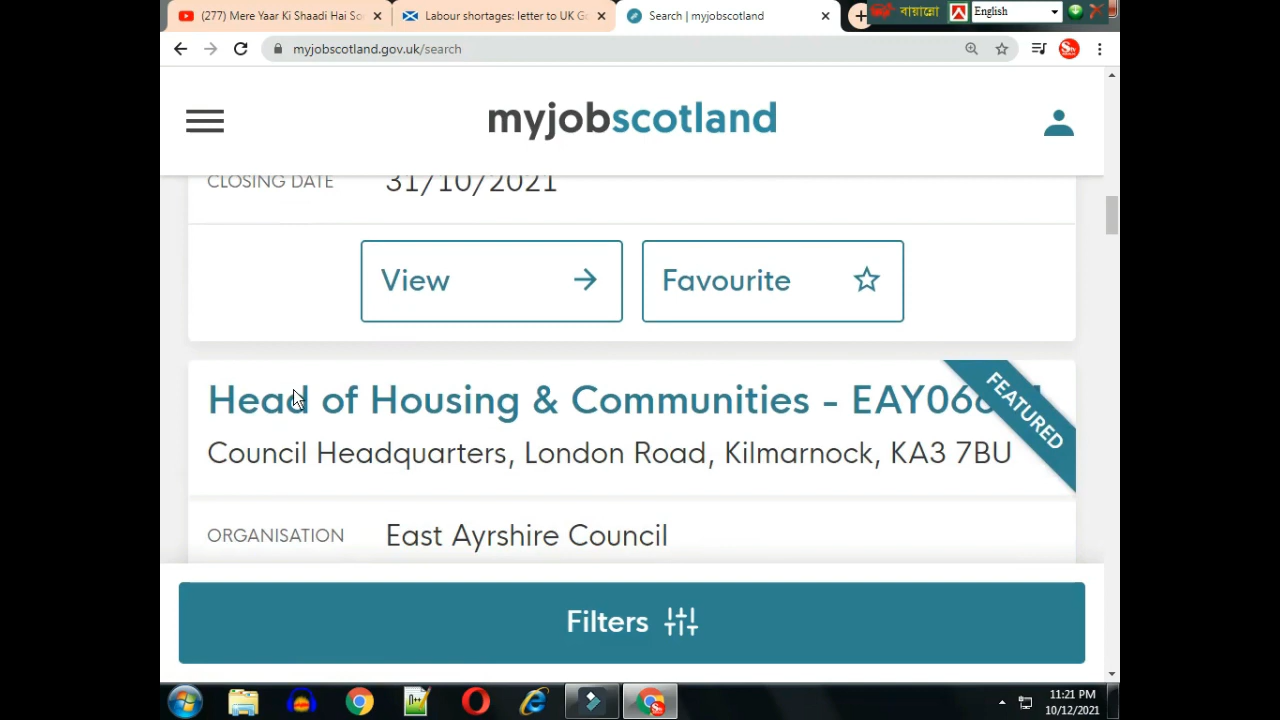 (277) Mere Yaar Ki Shaadi Hai So
Labour shortages: letter to UK G
Search | myjobscotland
বায়ান্নো
English
myjobscotland.gov.uk/search
myjobscotland
CLOSING DATE 31/10/2021
View
Favourite
Head of Housing & Communities -
FEATURED
Council Headquarters, London Road, Kilmarnock, KA3 7BU
ORGANISATION East Ayrshire Council
Filters
11:21 PM
10/12/2021